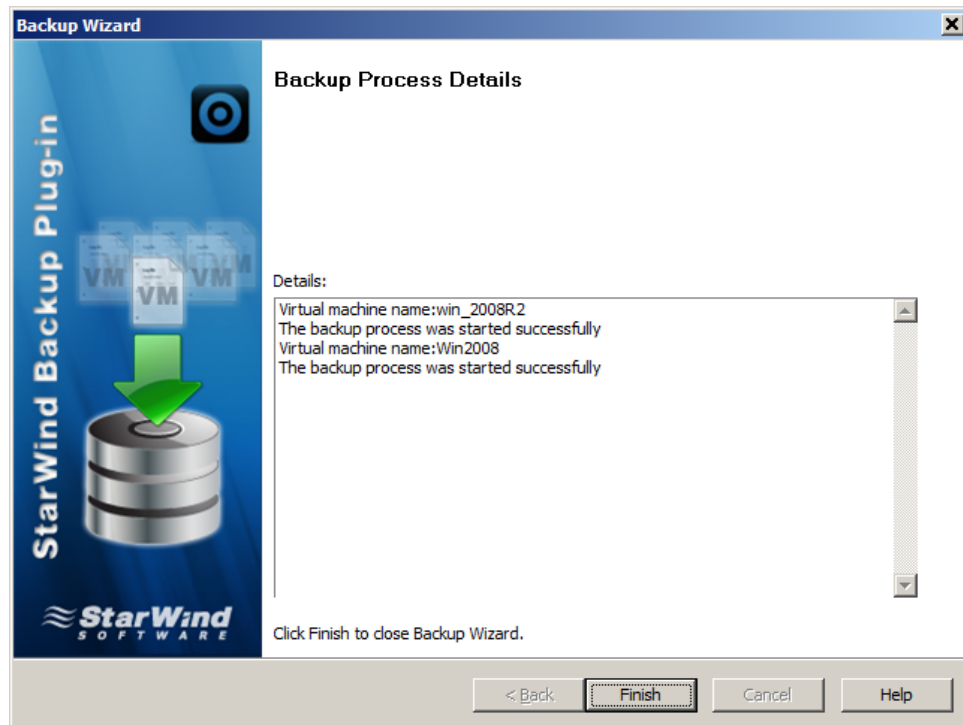 Backup Wizard
StarWind Backup Plug-in
VM
VM
VM
StarWind
SOFTWARE
Backup Process Details
Details:
Virtual machine name:win_2008R2
The backup process was started successfully
Virtual machine name:Win2008
The backup process was started successfully
Click Finish to close Backup Wizard.
< Back
Finish
Cancel
Help